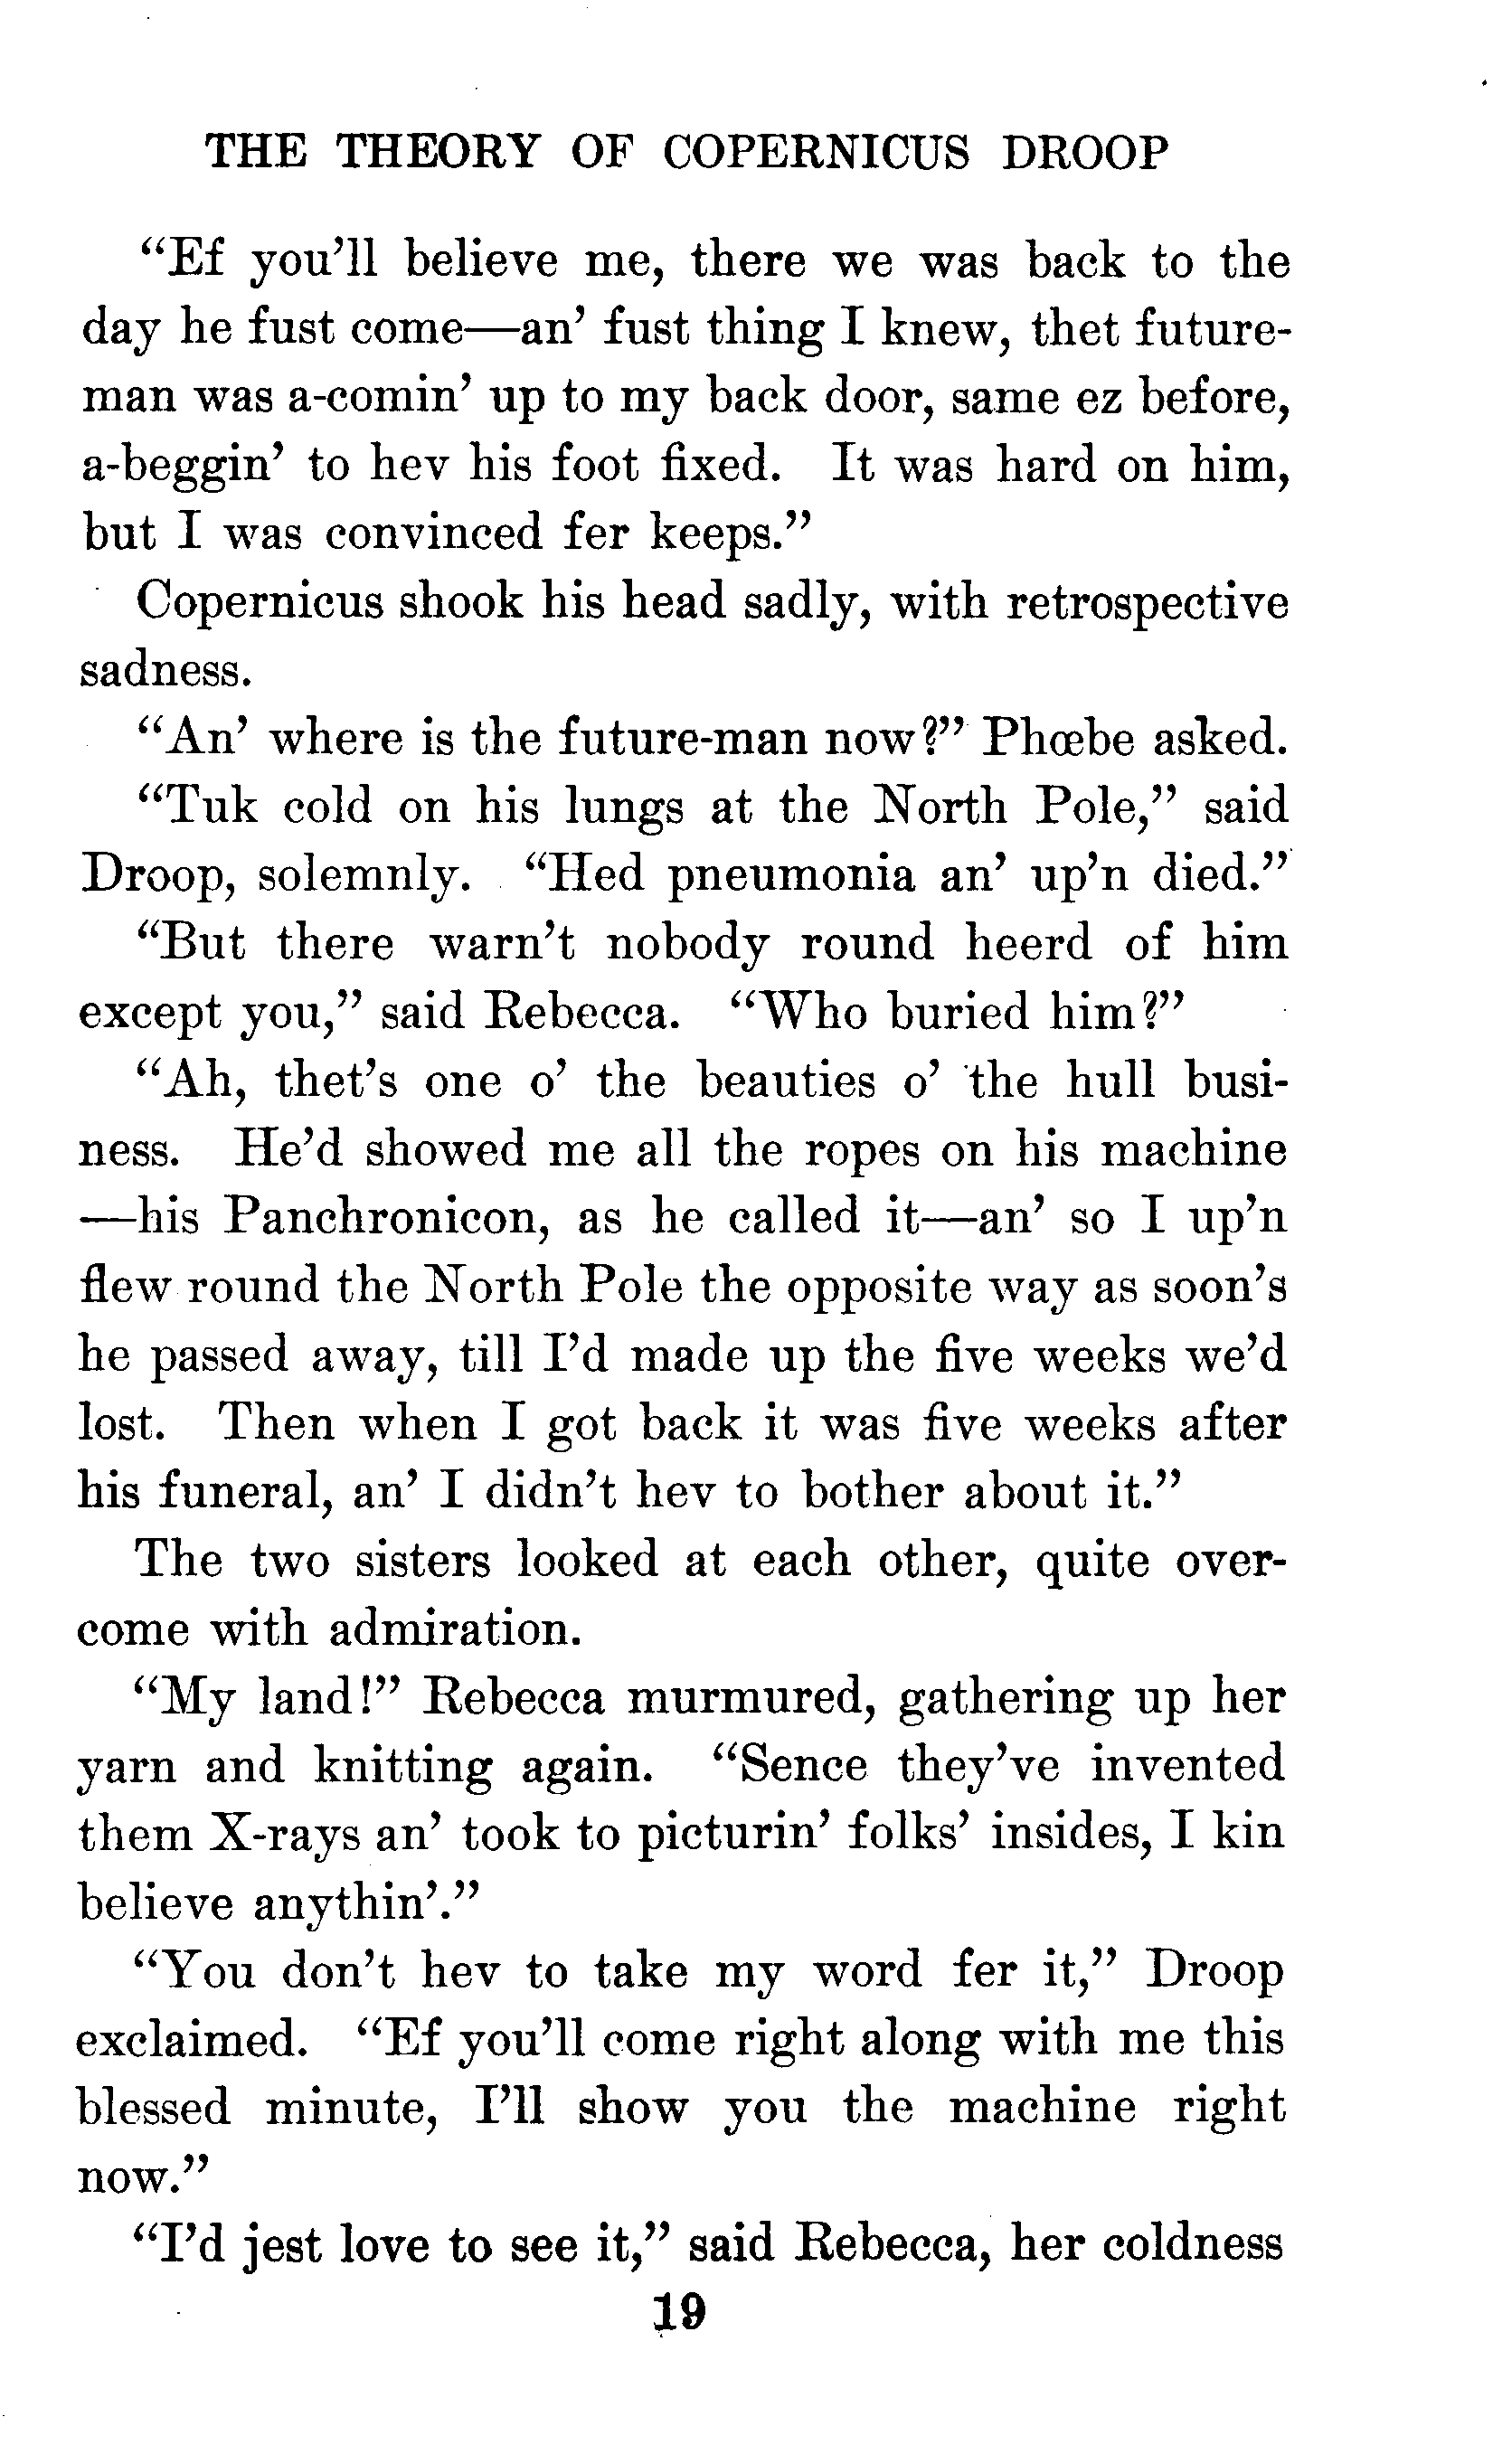 THE THEORY OF COPERNICUS DROOP
“Ef you’ll believe me, there we was back to the
day he fust come—an’ fust thing I knew, thet future-
man was a-comin’ up to my back door, same ez before,
a-beggin’ to hev his foot fixed. It was hard on him,
but I was convinced fer keeps.”
Copernicus shook his head sadly, with retrospective
sadness.
“An’ where is the future-man now?” Phœbe asked.
“Tuk cold on his lungs at the North Pole,” said
Droop, solemnly. “Hed pneumonia an’ up’n died.”
“But there warn’t nobody round heerd of him
except you,” said Rebecca. “Who buried him?”
“Ah, thet’s one o’ the beauties o’ the hull busi-
ness. He’d showed me all the ropes on his machine
—his Panchronicon, as he called it—an’ so I up’n
flew round the North Pole the opposite way as soon’s
he passed away, till I’d made up the five weeks we’d
lost. Then when I got back it was five weeks after
his funeral, an’ I didn’t hev to bother about it.”
The two sisters looked at each other, quite over-
come with admiration.
“My land!” Rebecca murmured, gathering up her
yarn and knitting again. “Sence they’ve invented
them X-rays an’ took to picturin’ folks’ insides, I kin
believe anythin’.”
“You don’t hev to take my word fer it,” Droop
exclaimed. “Ef you’ll come right along with me this
blessed minute, I’ll show you the machine right
now.”
“I’d jest love to see it,” said Rebecca, her coldness
19